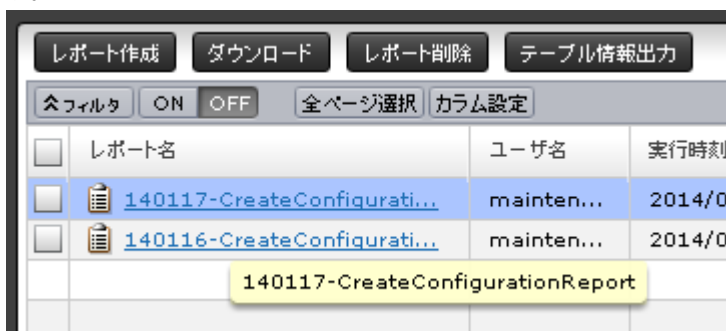 レポート作成 ダウンロード レポート削除 テーブル情報出力
フィルタ ON OFF 全ページ選択 カラム設定
レポート名 ユーザ名 実行時刻
140117-CreateConfigurati... mainten... 2014/0
140116-CreateConfigurati... mainten... 2014/0
140117-CreateConfigurationReport